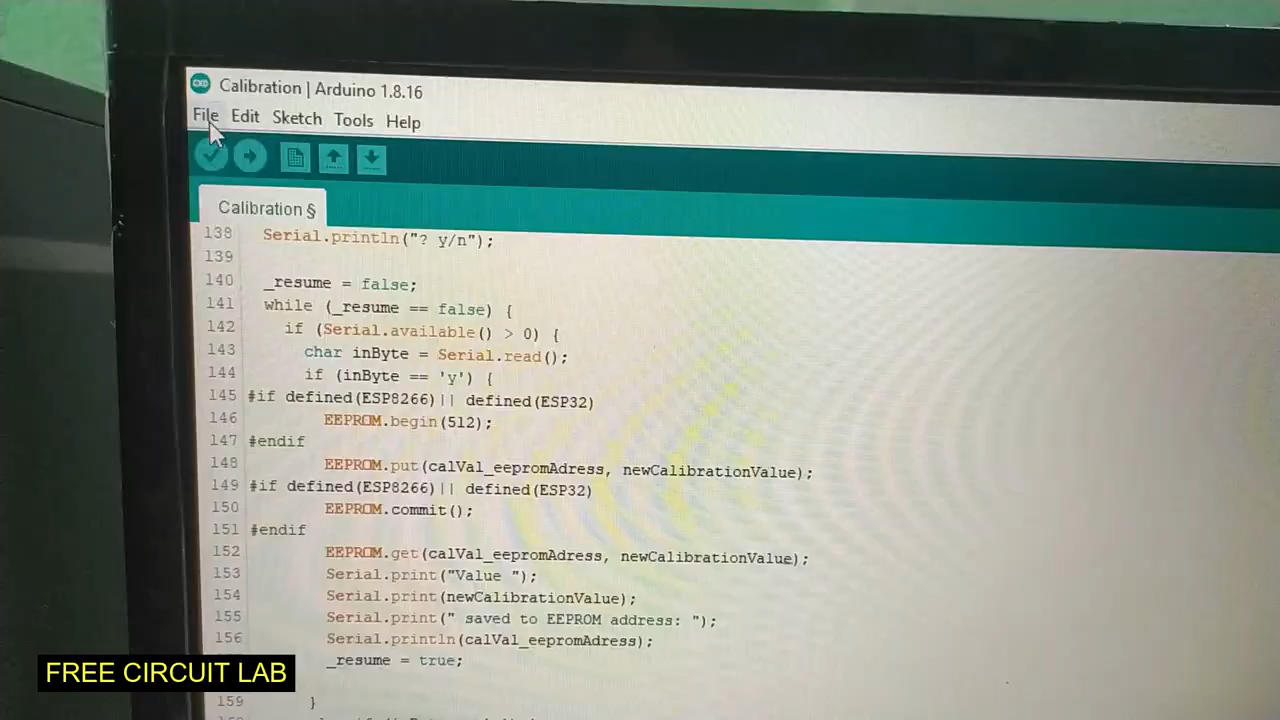 Calibration | Arduino 1.8.16
File Edit Sketch Tools Help
Calibration §
138 Serial.println("? y/n");
139
140 _resume = false;
141 while (_resume == false) {
142 if (Serial.available() > 0) {
143 char inByte = Serial.read();
144 if (inByte == 'y') {
145 #if defined(ESP8266)|| defined(ESP32)
146 EEPROM.begin(512);
147 #endif
148 EEPROM.put(calVal_eepromAdress, newCalibrationValue);
149 #if defined(ESP8266)|| defined(ESP32)
150 EEPROM.commit();
151 #endif
152 EEPROM.get(calVal_eepromAdress, newCalibrationValue);
153 Serial.print("Value ");
154 Serial.print(newCalibrationValue);
155 Serial.print(" saved to EEPROM address: ");
156 Serial.println(calVal_eepromAdress);
_resume = true;
FREE CIRCUIT LAB
159 }